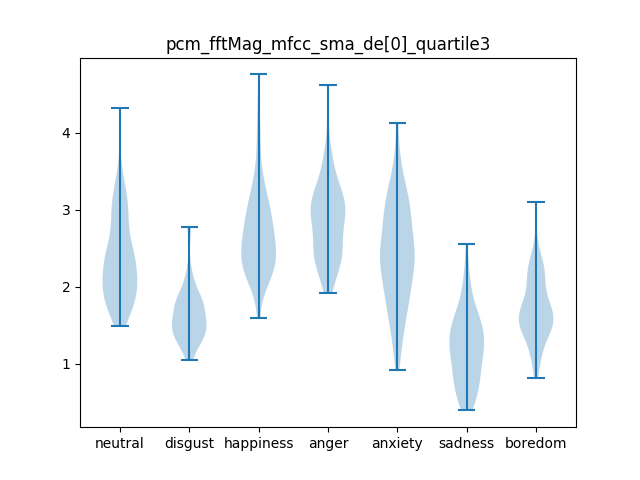 pcm_fftMag_mfcc_sma_de[0]_quartile3
4
3
2
1
neutral disgust happiness anger anxiety sadness boredom